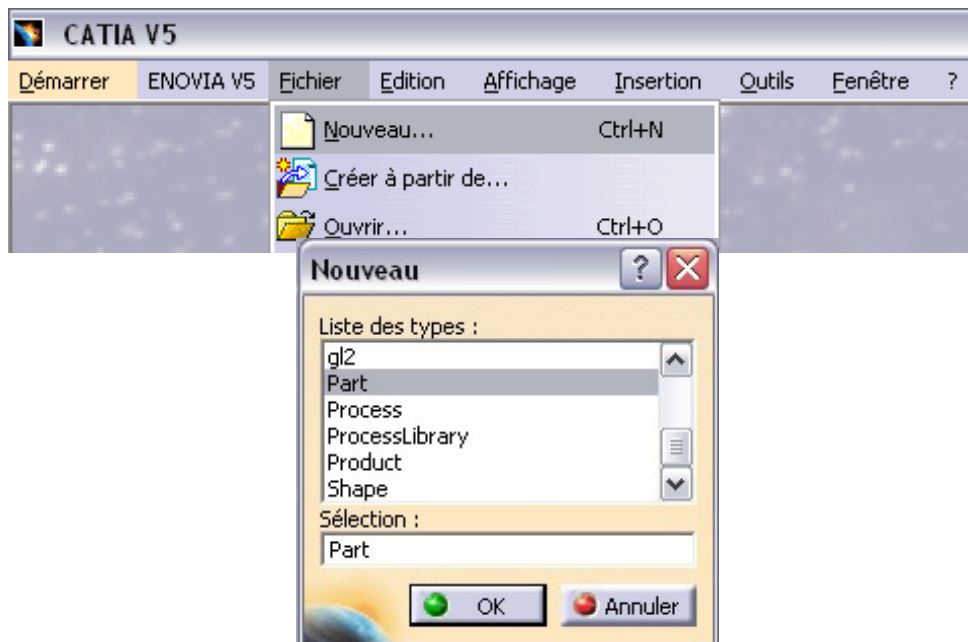 CATIA V5
Démarrer ENOVIA V5 Fichier Edition Affichage Insertion Outils Fenêtre ?
Nouveau... Ctrl+N
Créer à partir de...
Ouvrir... Ctrl+O
Nouveau ?
Liste des types :
gl2
Part
Process
ProcessLibrary
Product
Shape
Sélection :
Part
OK Annuler